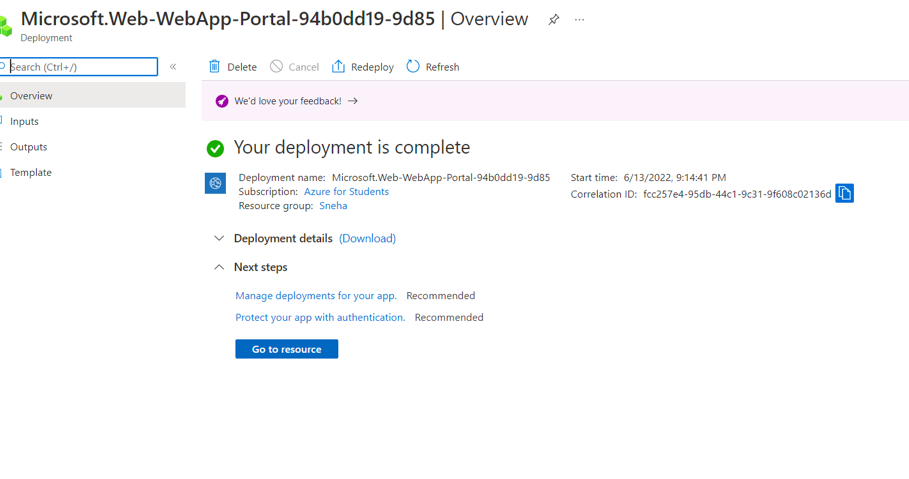 Microsoft.Web-WebApp-Portal-94b0dd19-9d85 | Overview
Deployment
Search (Ctrl+/)
Overview
Inputs
Outputs
Template
Delete Cancel Redeploy Refresh
We'd love your feedback!
Your deployment is complete
Deployment name: Microsoft.Web-WebApp-Portal-94b0dd19-9d85
Subscription: Azure for Students
Resource group: Sneha
Start time: 6/13/2022, 9:14:41 PM
Correlation ID: fcc257e4-95db-44c1-9c31-9f608c02136d
Deployment details (Download)
Next steps
Manage deployments for your app. Recommended
Protect your app with authentication. Recommended
Go to resource